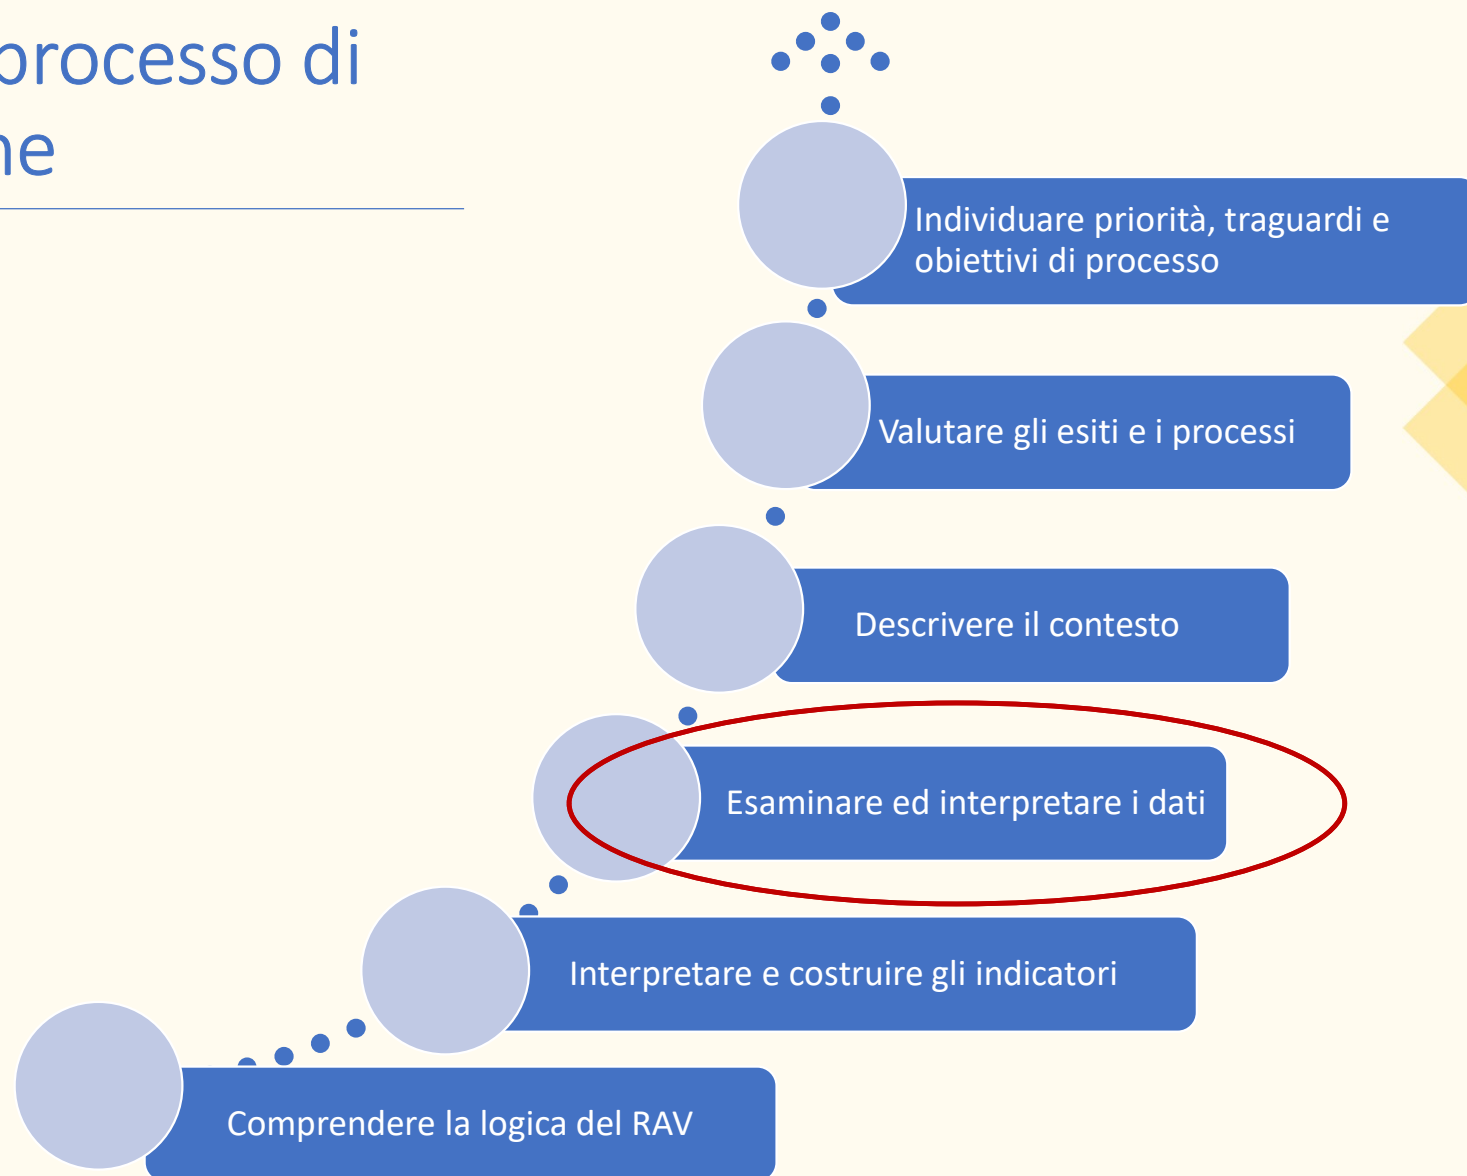 processo di
ne
Individuare priorità, traguardi e
obiettivi di processo
Valutare gli esiti e i processi
Descrivere il contesto
Esaminare ed interpretare i dati
Interpretare e costruire gli indicatori
Comprendere la logica del RAV